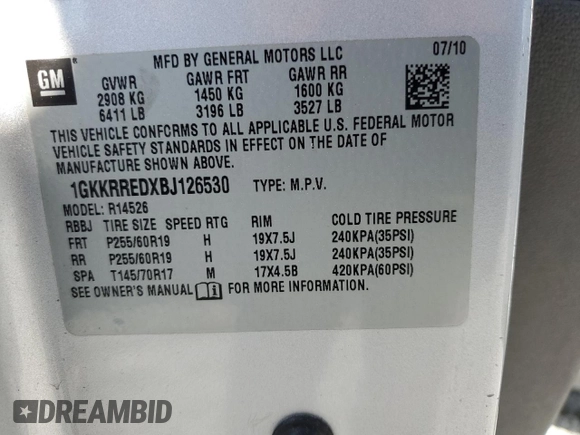 GM
MFD BY GENERAL MOTORS LLC 07/10
GVWR GAWR FRT GAWR RR
2908 KG 1450 KG 1600 KG
6411 LB 3196 LB 3527 LB
THIS VEHICLE CONFORMS TO ALL APPLICABLE U.S. FEDERAL MOTOR
VEHICLE SAFETY STANDARDS IN EFFECT ON THE DATE OF
MANUFACTURE SHOWN ABOVE.
1GKKRREDXBJ126530 TYPE: M.P.V.
MODEL: R14526
RBBJ TIRE SIZE SPEED RTG RIM COLD TIRE PRESSURE
FRT P255/60R19 H 19X7.5J 240KPA(35PSI)
RR P255/60R19 H 19X7.5J 240KPA(35PSI)
SPA T145/70R17 M 17X4.5B 420KPA(60PSI)
SEE OWNER'S MANUAL FOR MORE INFORMATION.
DREAMBID